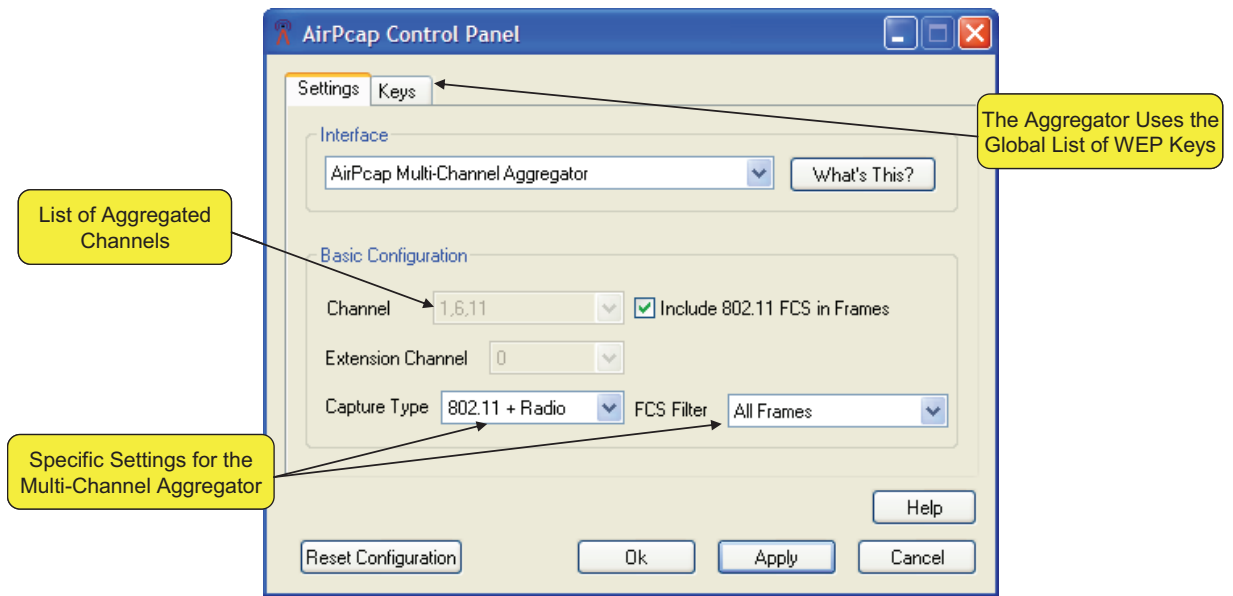 AirPcap Control Panel
Settings
Keys
The Aggregator Uses the
Global List of WEP Keys
Interface
AirPcap Multi-Channel Aggregator
What's This?
List of Aggregated
Channels
Basic Configuration
Channel
1,6,11
Include 802.11 FCS in Frames
Extension Channel
0
Capture Type
802.11 + Radio
FCS Filter
All Frames
Specific Settings for the
Multi-Channel Aggregator
Help
Reset Configuration
Ok
Apply
Cancel